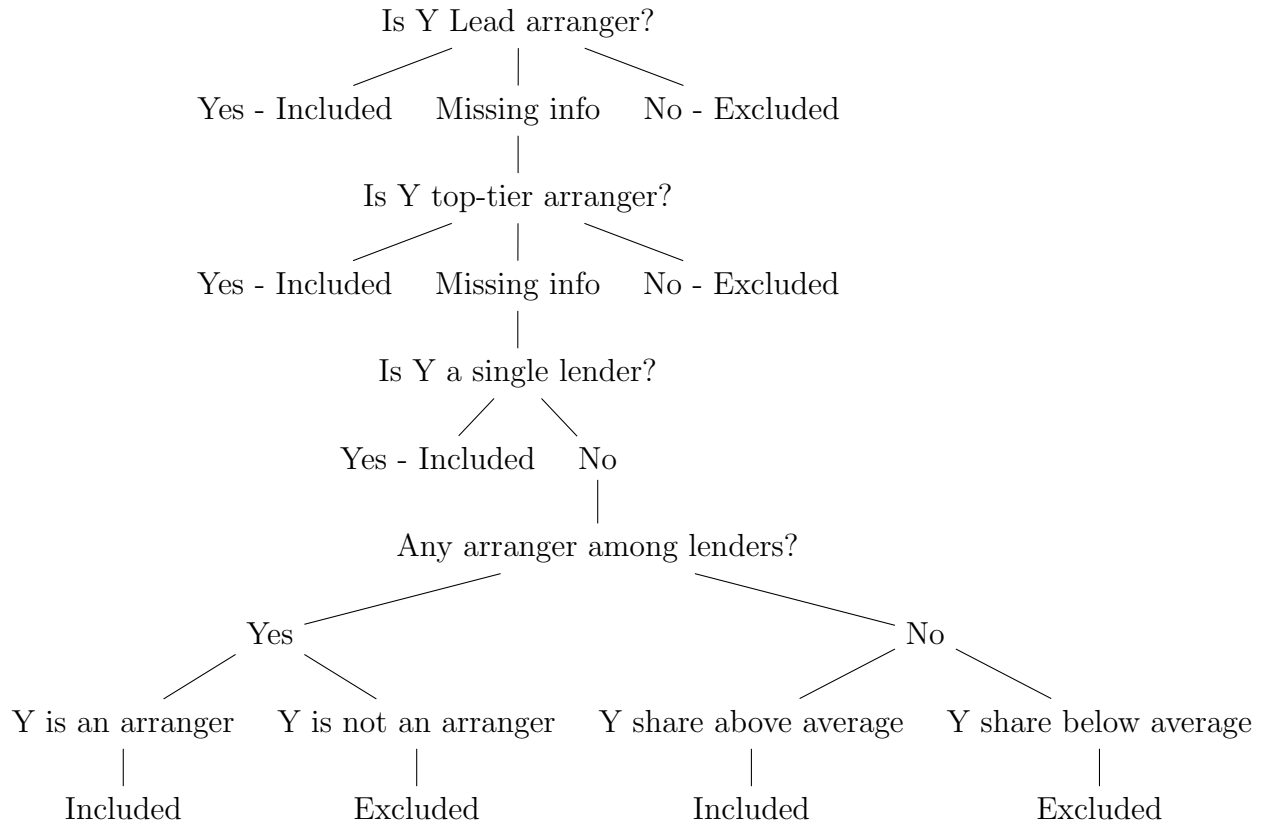 Is Y Lead arranger?
Yes - Included Missing info No - Excluded
Is Y top-tier arranger?
Yes - Included Missing info No - Excluded
Is Y a single lender?
Yes - Included No
Any arranger among lenders?
Yes No
Y is an arranger Y is not an arranger Y share above average Y share below average
Included Excluded Included Excluded